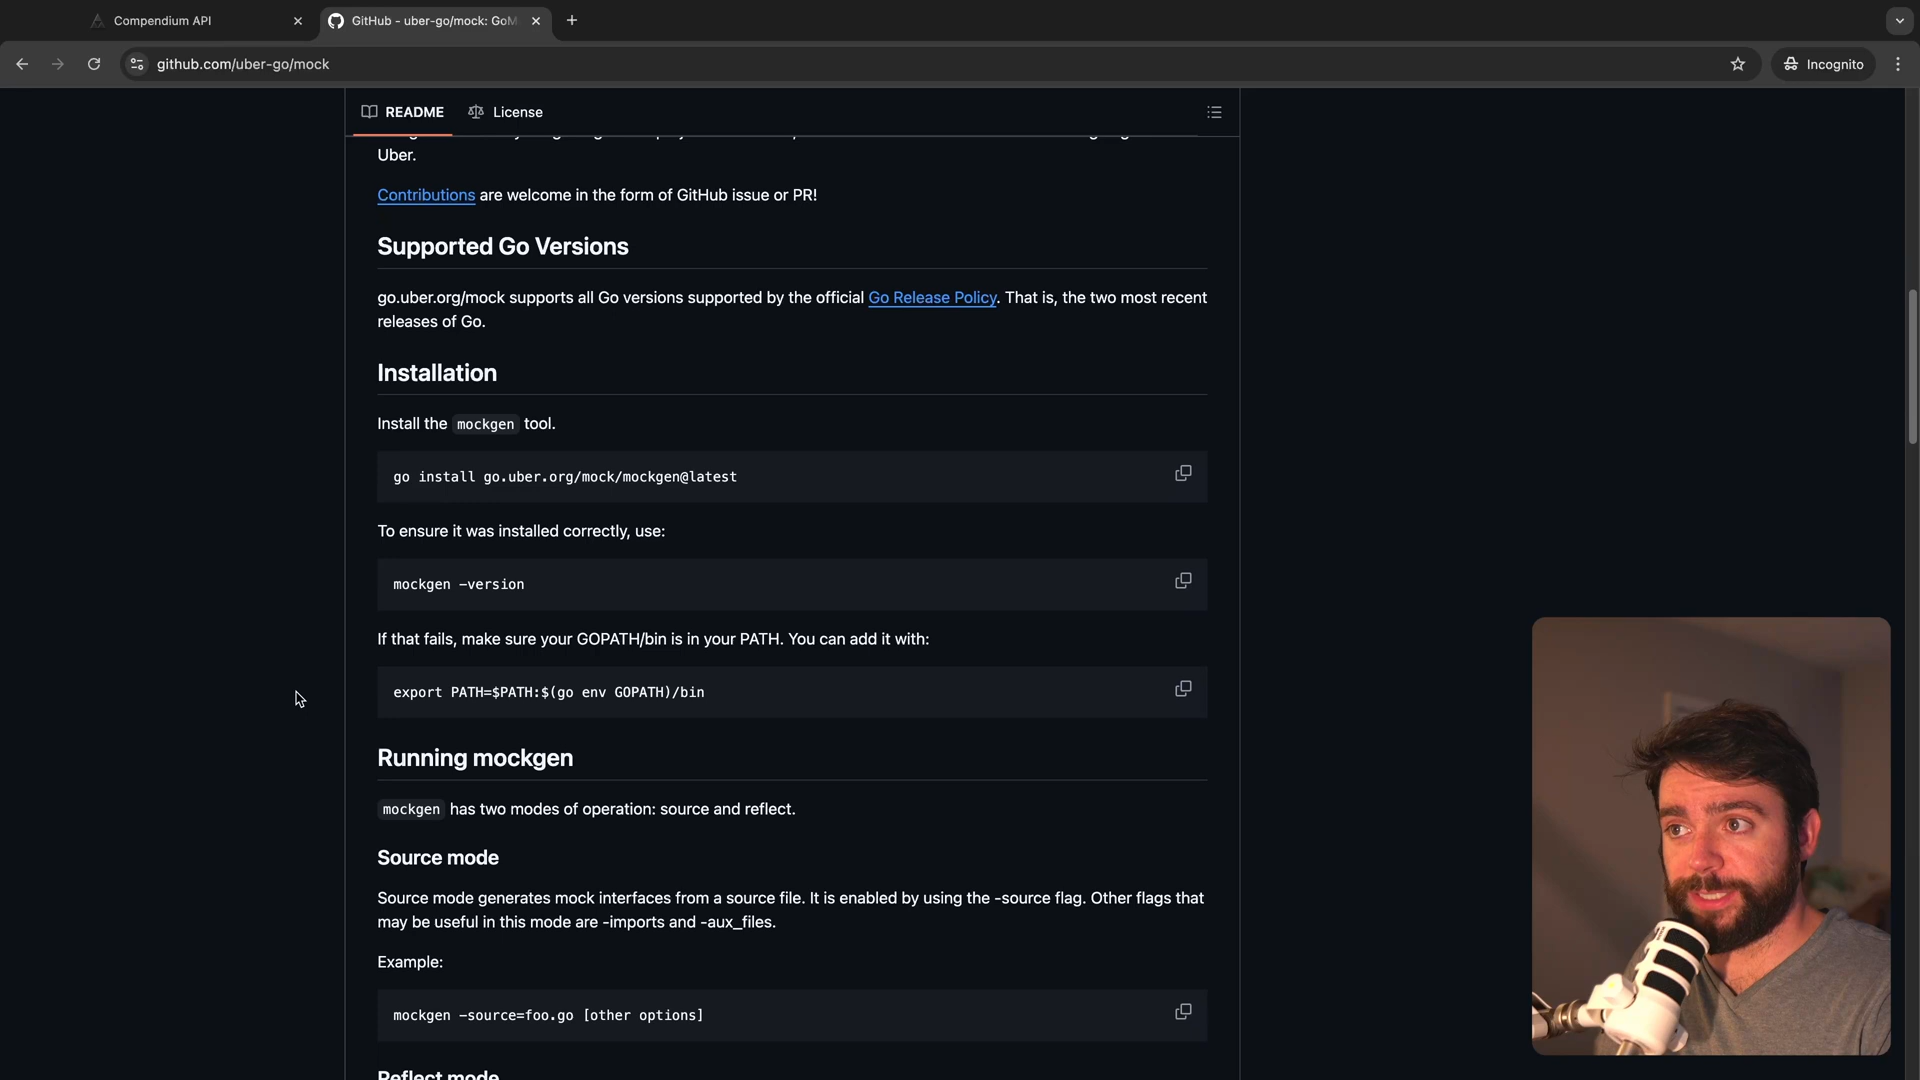 Compendium API
GitHub - uber-go/mock: GoM
github.com/uber-go/mock
Incognito
README
License
Uber.
Contributions are welcome in the form of GitHub issue or PR!
Supported Go Versions
go.uber.org/mock supports all Go versions supported by the official Go Release Policy. That is, the two most recent
releases of Go.
Installation
Install the mockgen tool.
go install go.uber.org/mock/mockgen@latest
To ensure it was installed correctly, use:
mockgen -version
If that fails, make sure your GOPATH/bin is in your PATH. You can add it with:
export PATH=$PATH:$(go env GOPATH)/bin
Running mockgen
mockgen has two modes of operation: source and reflect.
Source mode
Source mode generates mock interfaces from a source file. It is enabled by using the -source flag. Other flags that
may be useful in this mode are -imports and -aux_files.
Example:
mockgen -source=foo.go [other options]
Reflect mode